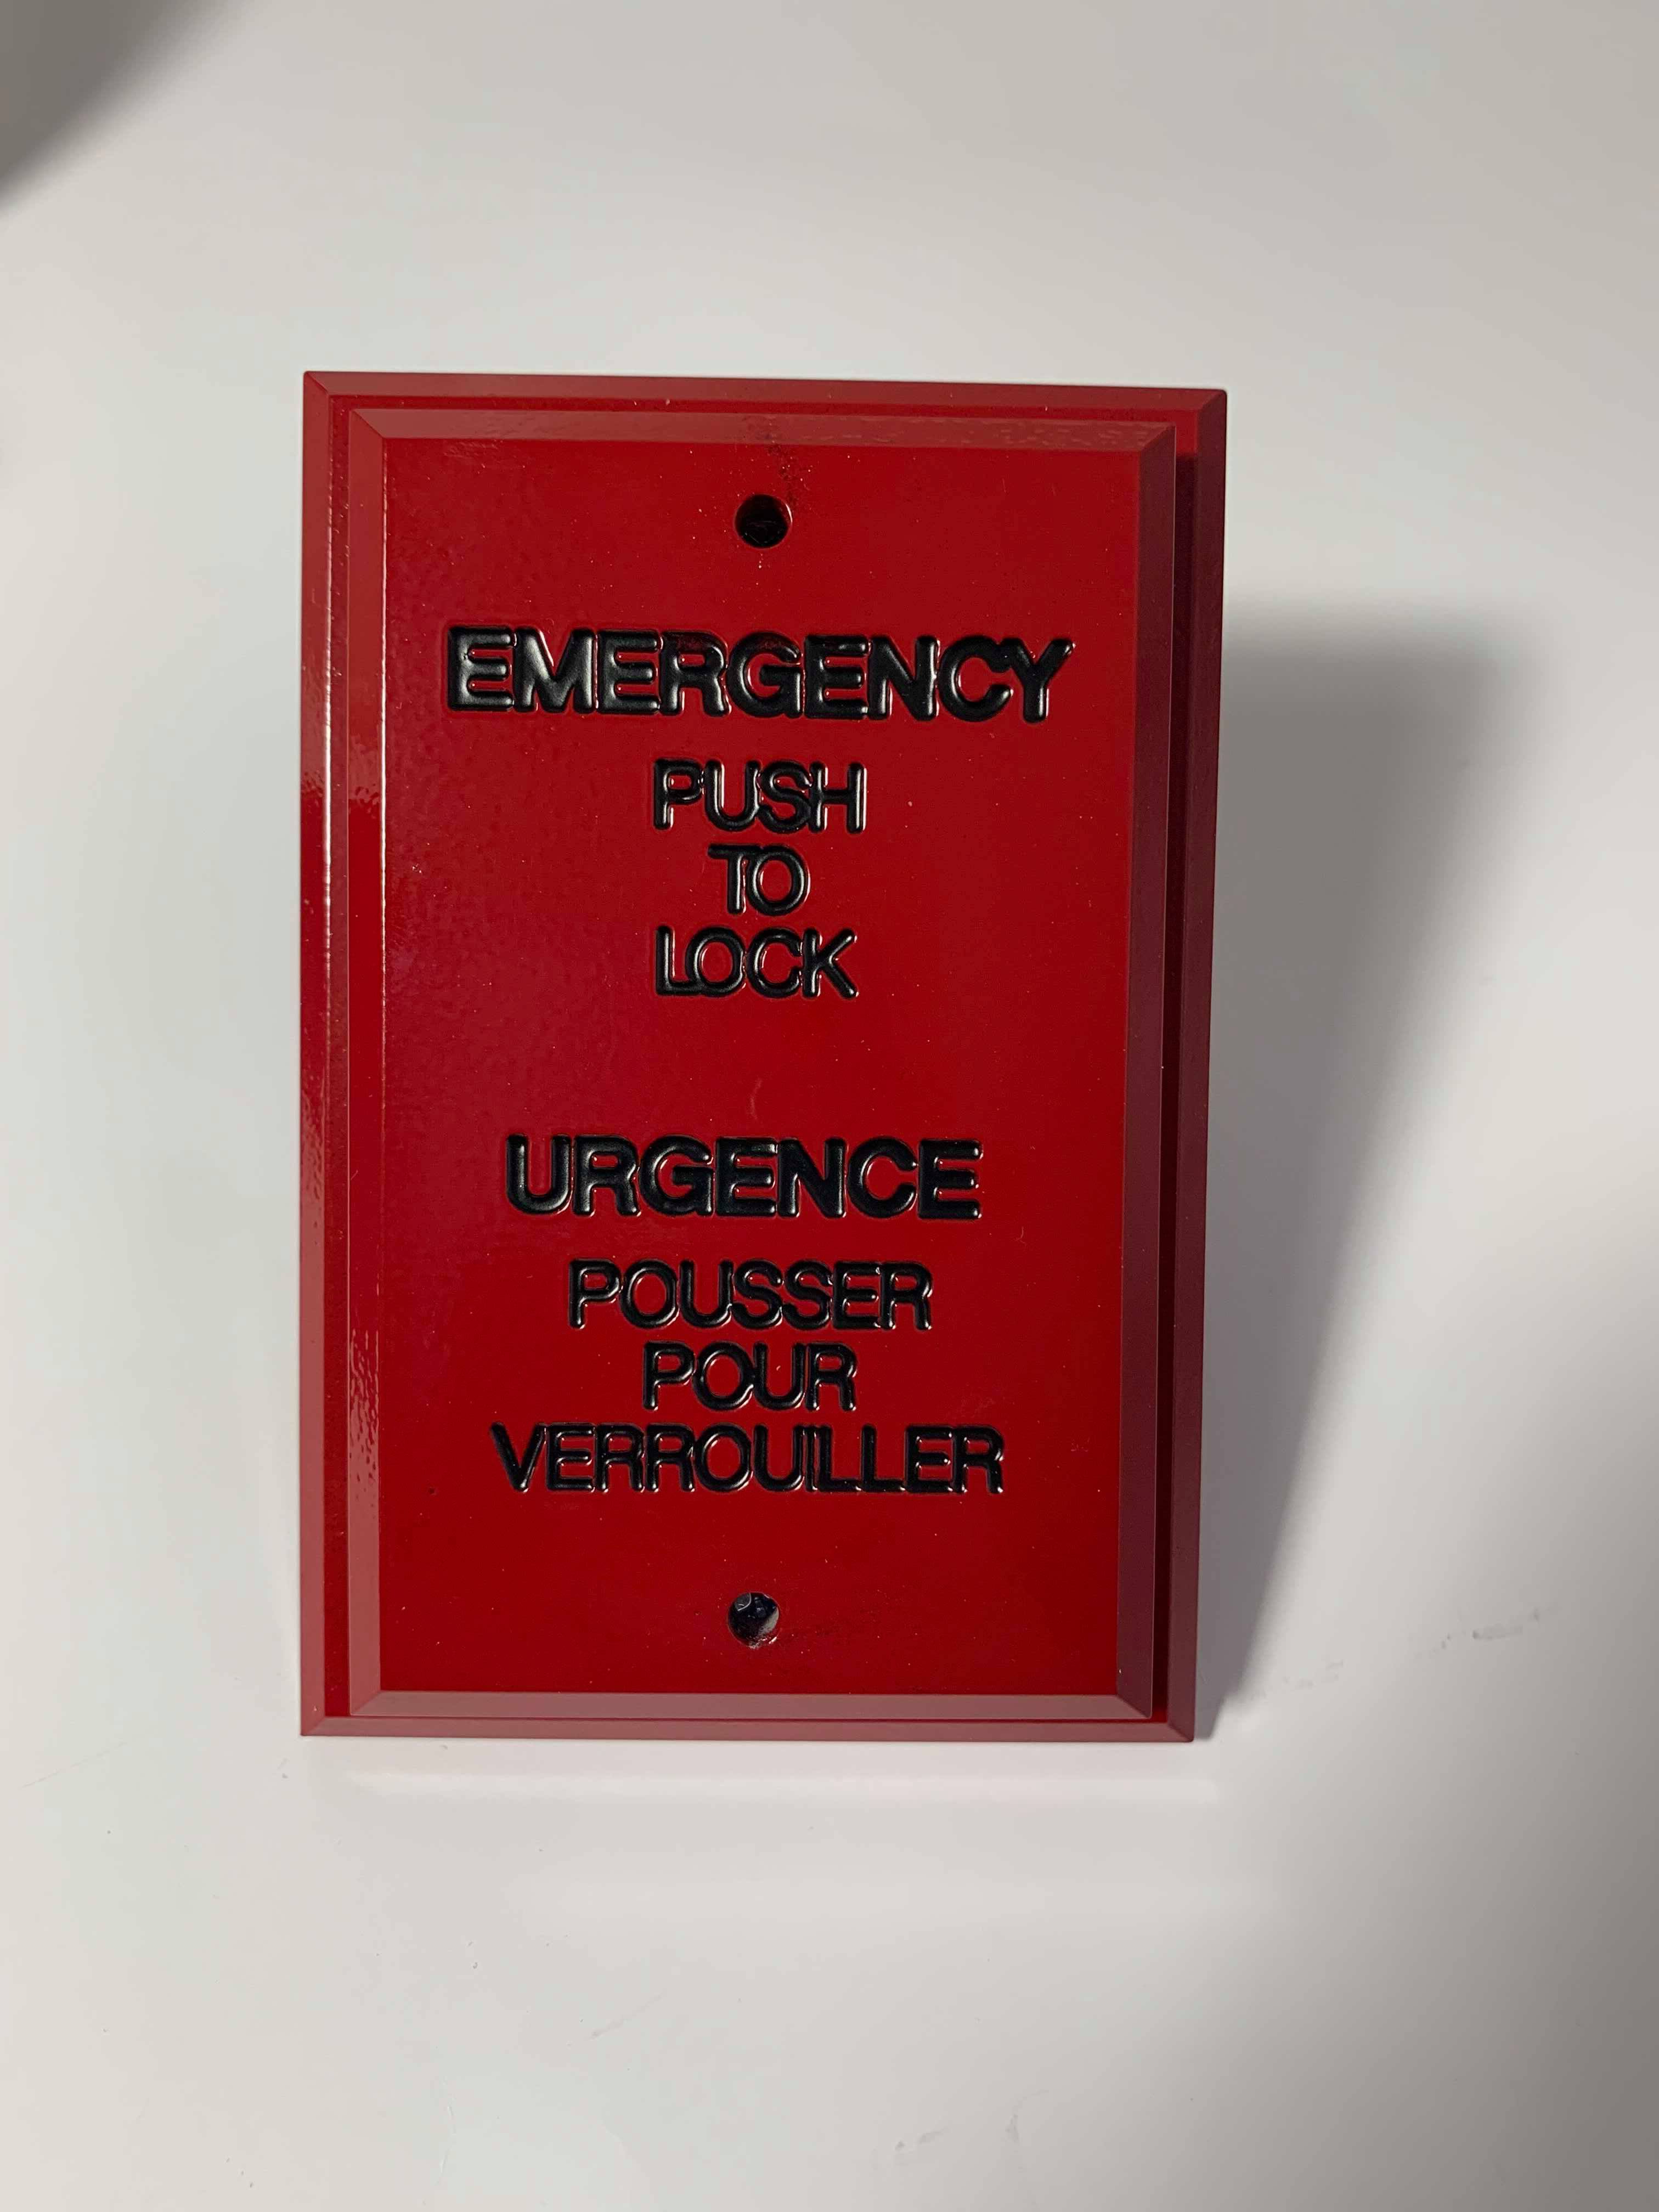 EMERGENCY
PUSH
TO
LOCK
URGENCE
POUSSER
POUR
VERROUILLER